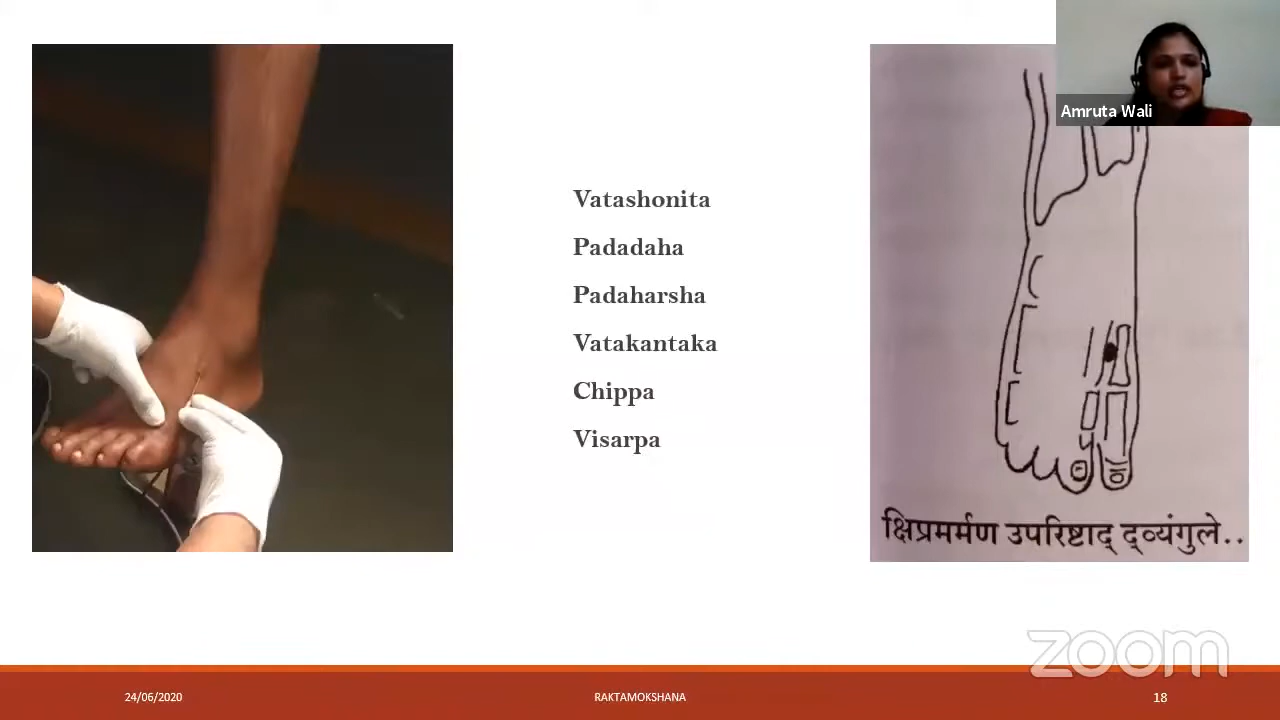 Amruta Wali
Vatashonita
Padadaha
Padaharsha
Vatakantaka
Chippa
Visarpa
क्षिप्रमर्मण उपरिष्टाद् द्व्यंगुले..
zoom
24/06/2020
RAKTAMOKSHANA
18